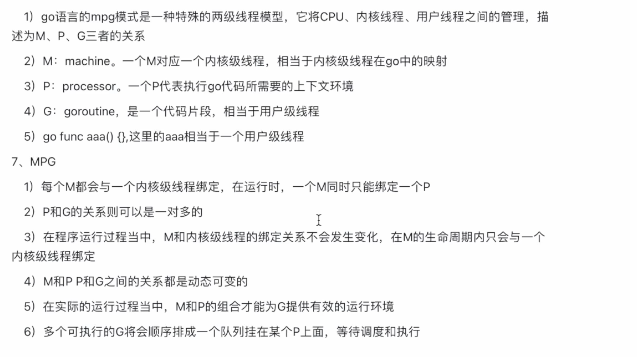 1）go语言的mpg模式是一种特殊的两级线程模型，它将CPU、内核线程、用户线程之间的管理，描
述为M、P、G三者的关系
2）M：machine。一个M对应一个内核级线程，相当于内核级线程在go中的映射
3）P：processor。一个P代表执行go代码所需要的上下文环境
4）G：goroutine，是一个代码片段，相当于用户级线程
5）go func aaa() {},这里的aaa相当于一个用户级线程
7、MPG
1）每个M都会与一个内核级线程绑定，在运行时，一个M同时只能绑定一个P
2）P和G的关系则可以是一对多的
3）在程序运行过程当中，M和内核级线程的绑定关系不会发生变化，在M的生命周期内只会与一个
内核级线程绑定
4）M和P P和G之间的关系都是动态可变的
5）在实际的运行过程当中，M和P的组合才能为G提供有效的运行环境
6）多个可执行的G将会顺序排成一个队列挂在某个P上面，等待调度和执行